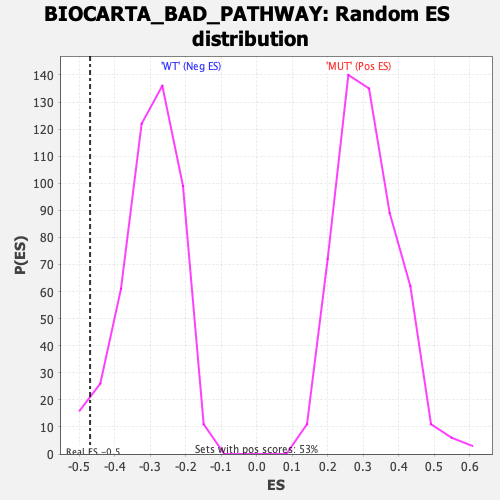 BIOCARTA_BAD_PATHWAY: Random ES
distribution
'WT' (Neg ES)
'MUT' (Pos ES)
140
130
120
110
100
90
80
70
60
50
40
30
20
10
0
P(ES)
Real ES -0.5
Sets with pos scores: 53%
-0.5 -0.4 -0.3 -0.2 -0.1 0.0 0.1 0.2 0.3 0.4 0.5 0.6
ES